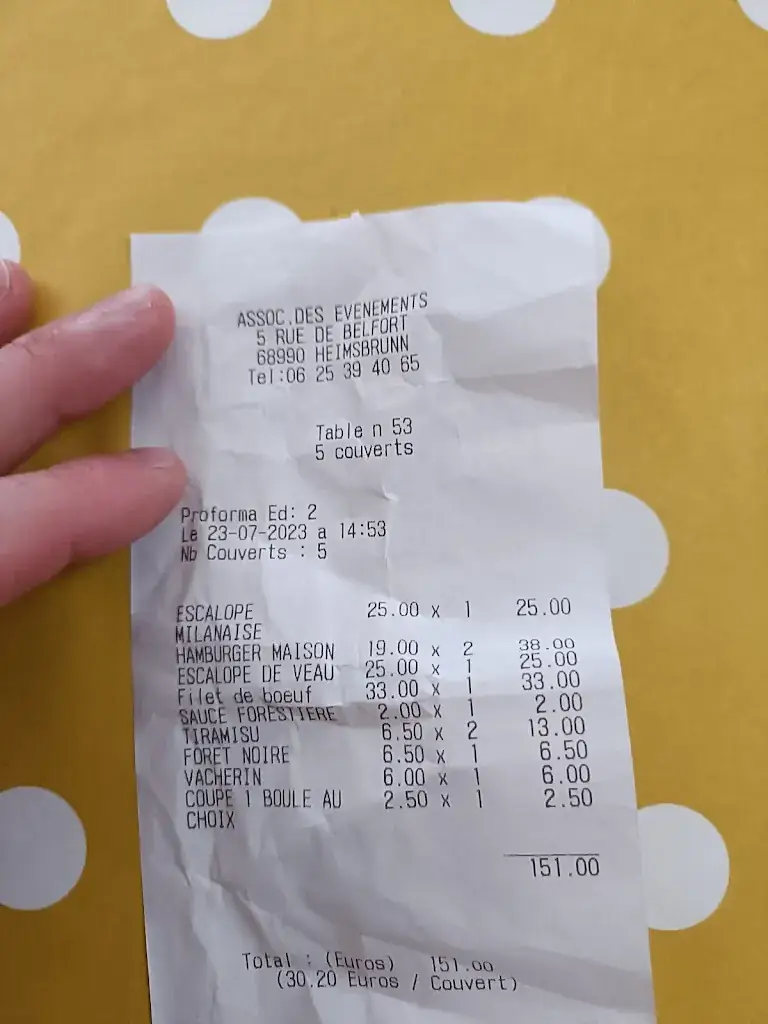 ASSOC.DES EVENEMENTS
5 RUE DE BELFORT
68990 HEIMSBRUNN
Tel:06 25 39 40 65
Table n 53
5 couverts
Proforma Ed: 2
Le 23-07-2023 a 14:53
Nb Couverts : 5
ESCALOPE 25.00 x 1 25.00
MILANAISE
HAMBURGER MAISON 19.00 x 2 38.00
ESCALOPE DE VEAU 25.00 x 1 25.00
Filet de boeuf 33.00 x 1 33.00
SAUCE FORESTIERE 2.00 x 1 2.00
TIRAMISU 6.50 x 2 13.00
FORET NOIRE 6.50 x 1 6.50
VACHERIN 6.00 x 1 6.00
COUPE 1 BOULE AU 2.50 x 1 2.50
CHOIX
151.00
Total : (Euros) 151.00
(30.20 Euros / Couvert)